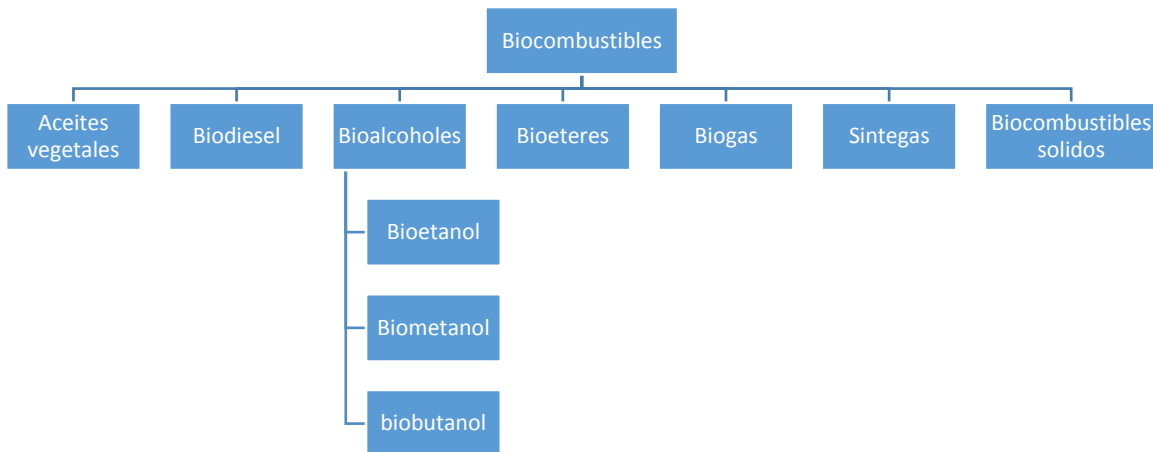 Biocombustibles
Aceites
vegetales
Biodiesel
Bioalcoholes
Bioeteres
Biogas
Sintegas
Biocombustibles
solidos
Bioetanol
Biometanol
biobutanol